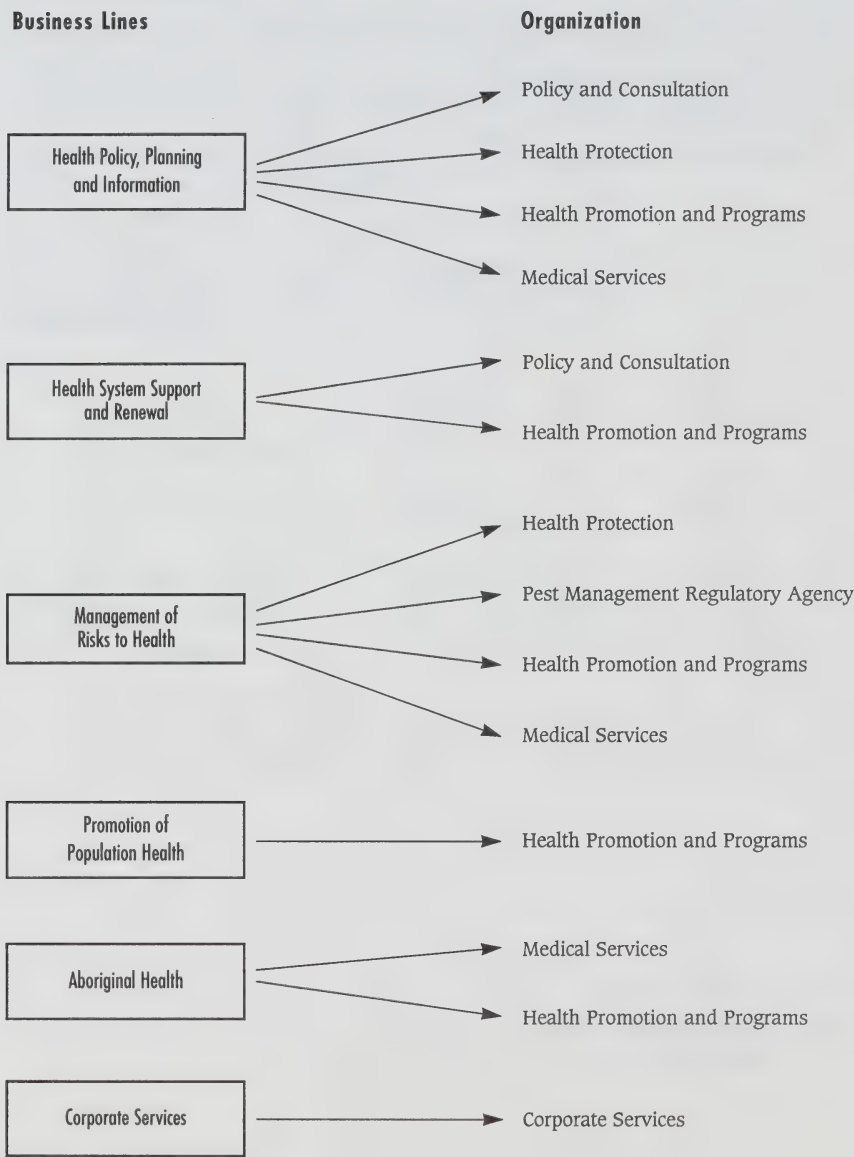 Business Lines
Organization
Health Policy, Planning
and Information
Policy and Consultation
Health Protection
Health Promotion and Programs
Medical Services
Health System Support
and Renewal
Policy and Consultation
Health Promotion and Programs
Management of
Risks to Health
Health Protection
Pest Management Regulatory Agency
Health Promotion and Programs
Medical Services
Promotion of
Population Health
Health Promotion and Programs
Aboriginal Health
Medical Services
Health Promotion and Programs
Corporate Services
Corporate Services